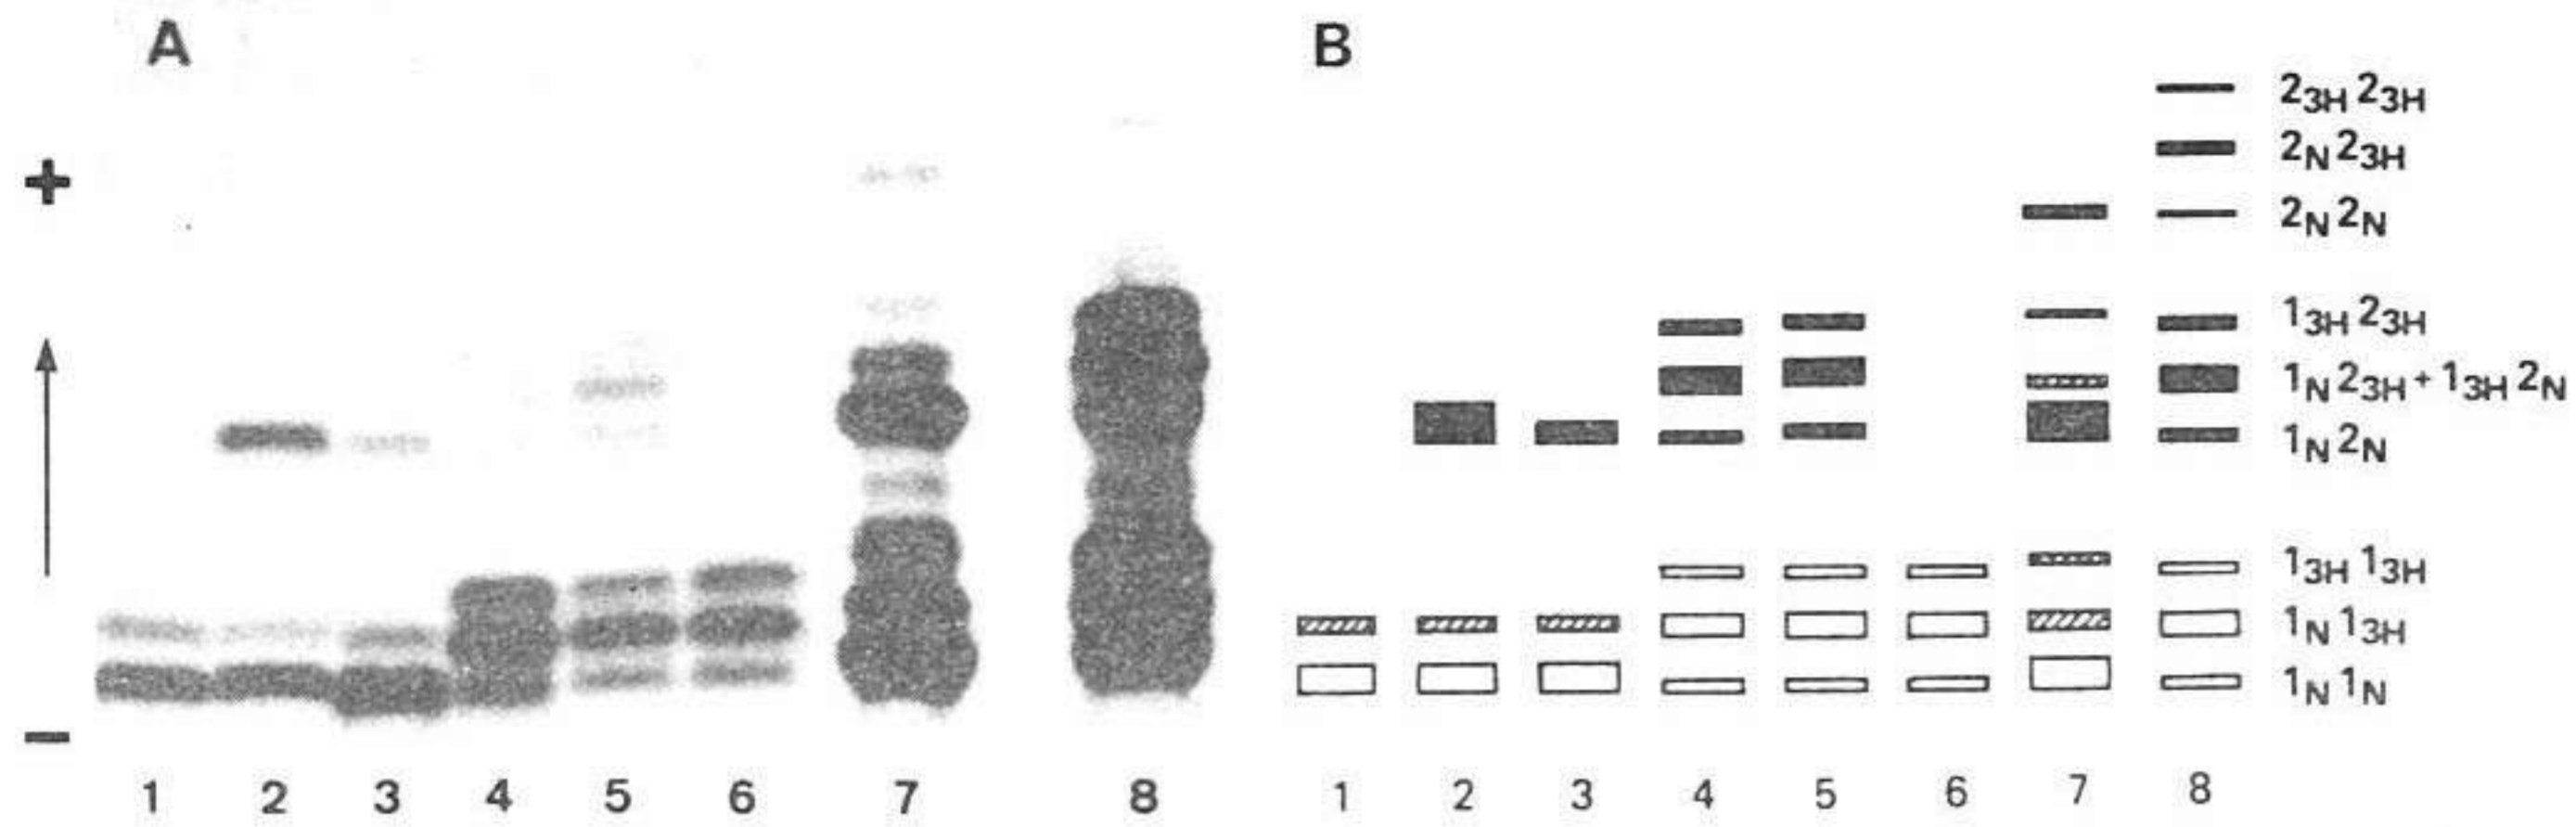 A
B
+
2₃H 2₃H
2N 2₃H
2N 2N
1₃H 2₃H
1N 2₃H + 1₃H 2N
1N 2N
1₃H 1₃H
1N 1₃H
1N 1N
−
1 2 3 4 5 6 7 8
1 2 3 4 5 6 7 8